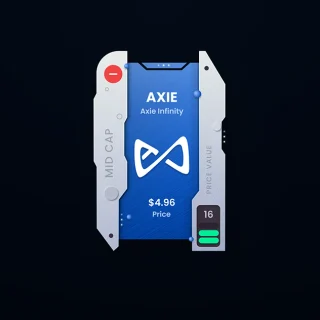 AXIE
Axie Infinity
MID CAP
PRICE VALUE
$4.96
Price
16